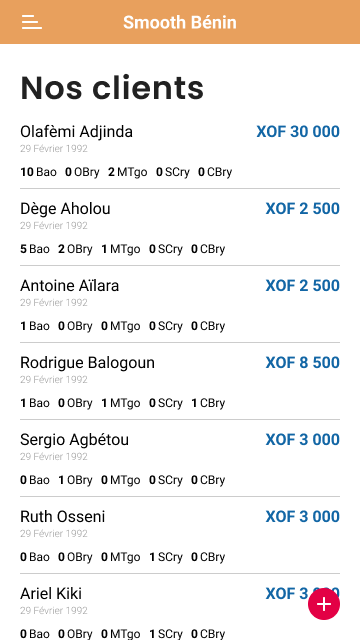 Smooth Bénin
Nos clients
Olafèmi Adjinda XOF 30 000
29 Février 1992
10 Bao 0 OBry 2 MTgo 0 SCry 0 CBry
Dège Aholou XOF 2 500
29 Février 1992
5 Bao 2 OBry 1 MTgo 0 SCry 0 CBry
Antoine Aïlara XOF 2 500
29 Février 1992
1 Bao 0 OBry 0 MTgo 0 SCry 0 CBry
Rodrigue Balogoun XOF 8 500
29 Février 1992
1 Bao 0 OBry 1 MTgo 0 SCry 1 CBry
Sergio Agbétou XOF 3 000
29 Février 1992
0 Bao 1 OBry 0 MTgo 0 SCry 0 CBry
Ruth Osseni XOF 3 000
29 Février 1992
0 Bao 0 OBry 0 MTgo 1 SCry 0 CBry
Ariel Kiki XOF 3
29 Février 1992
0 Bao 0 OBry 0 MTgo 1 SCry 0 CBry